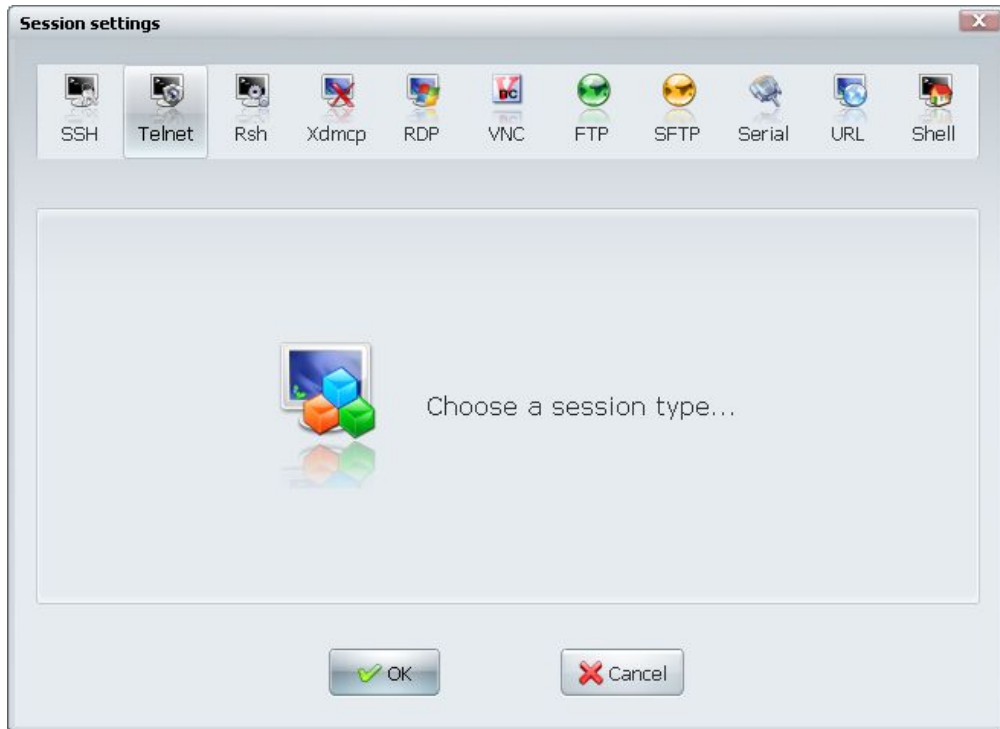 Session settings
SSH Telnet Rsh Xdmcp RDP VNC FTP SFTP Serial URL Shell
Choose a session type...
OK Cancel